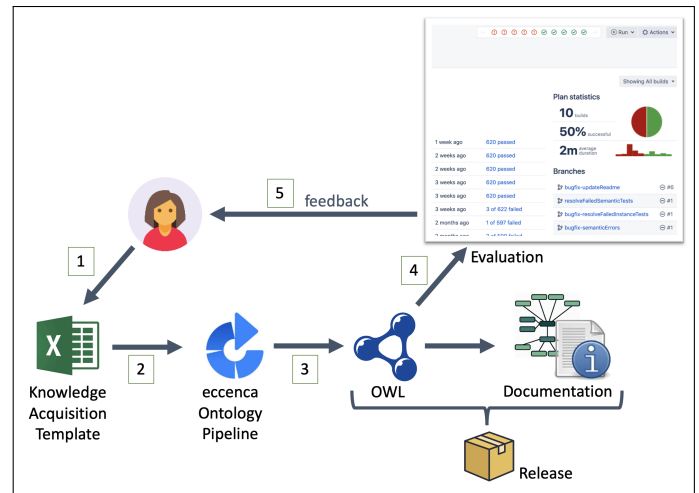 Run
Actions
Showing All builds
Plan statistics
10 builds
50% successful
2m average duration
1 week ago 620 passed
2 weeks ago 620 passed
2 weeks ago 620 passed
3 weeks ago 620 passed
3 weeks ago 620 passed
3 weeks ago 3 of 622 failed
2 months ago 1 of 597 failed
Branches
bugfix-updateReadme #6
resolveFailedSemanticTests #1
bugfix-resolveFailedInstanceTests #1
bugfix-semanticErrors #1
5 feedback
1
4
Evaluation
X
2
3
Knowledge
Acquisition
Template
eccenca
Ontology
Pipeline
OWL
i
Documentation
Release